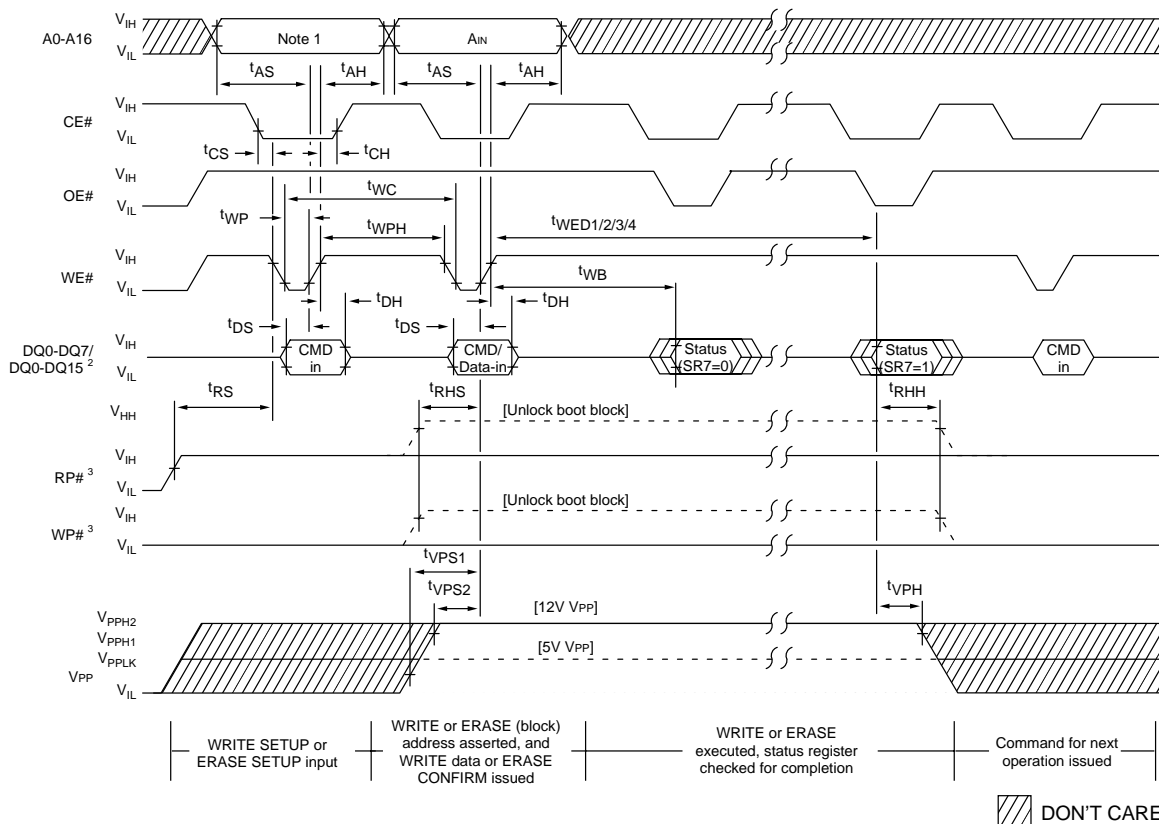 A0-A16
VIH
VIL
Note 1
AIN
tAS
tAH
tAS
tAH
CE#
VIH
VIL
tCS
tCH
OE#
VIH
VIL
tWC
tWP
tWPH
tWED1/2/3/4
WE#
VIH
VIL
tWB
tDH
tDH
tDS
tDS
DQ0-DQ7/
DQ0-DQ15 2
VIH
VIL
CMD
in
CMD/
Data-in
Status
(SR7=0)
Status
(SR7=1)
CMD
in
tRS
tRHS
tRHH
VHH
[Unlock boot block]
RP# 3
VIH
VIL
[Unlock boot block]
WP# 3
VIH
VIL
tVPS1
tVPS2
tVPH
VPPH2
[12V VPP]
VPPH1
VPPLK
[5V VPP]
VPP
VIL
WRITE SETUP or
ERASE SETUP input
WRITE or ERASE (block)
address asserted, and
WRITE data or ERASE
CONFIRM issued
WRITE or ERASE
executed, status register
checked for completion
Command for next
operation issued
DON'T CARE